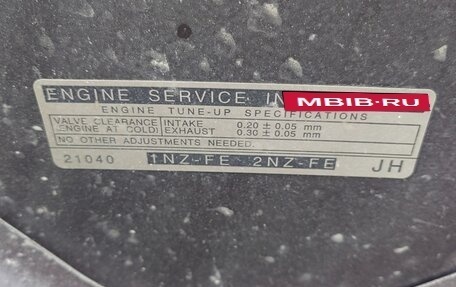 ENGINE SERVICE IN
MBIB.RU
ENGINE TUNE-UP SPECIFICATIONS
VALVE CLEARANCE INTAKE 0.20 ± 0.05 mm
(ENGINE AT COLD) EXHAUST 0.30 ± 0.05 mm
NO OTHER ADJUSTMENTS NEEDED.
21040 1NZ-FE 2NZ-FE JH